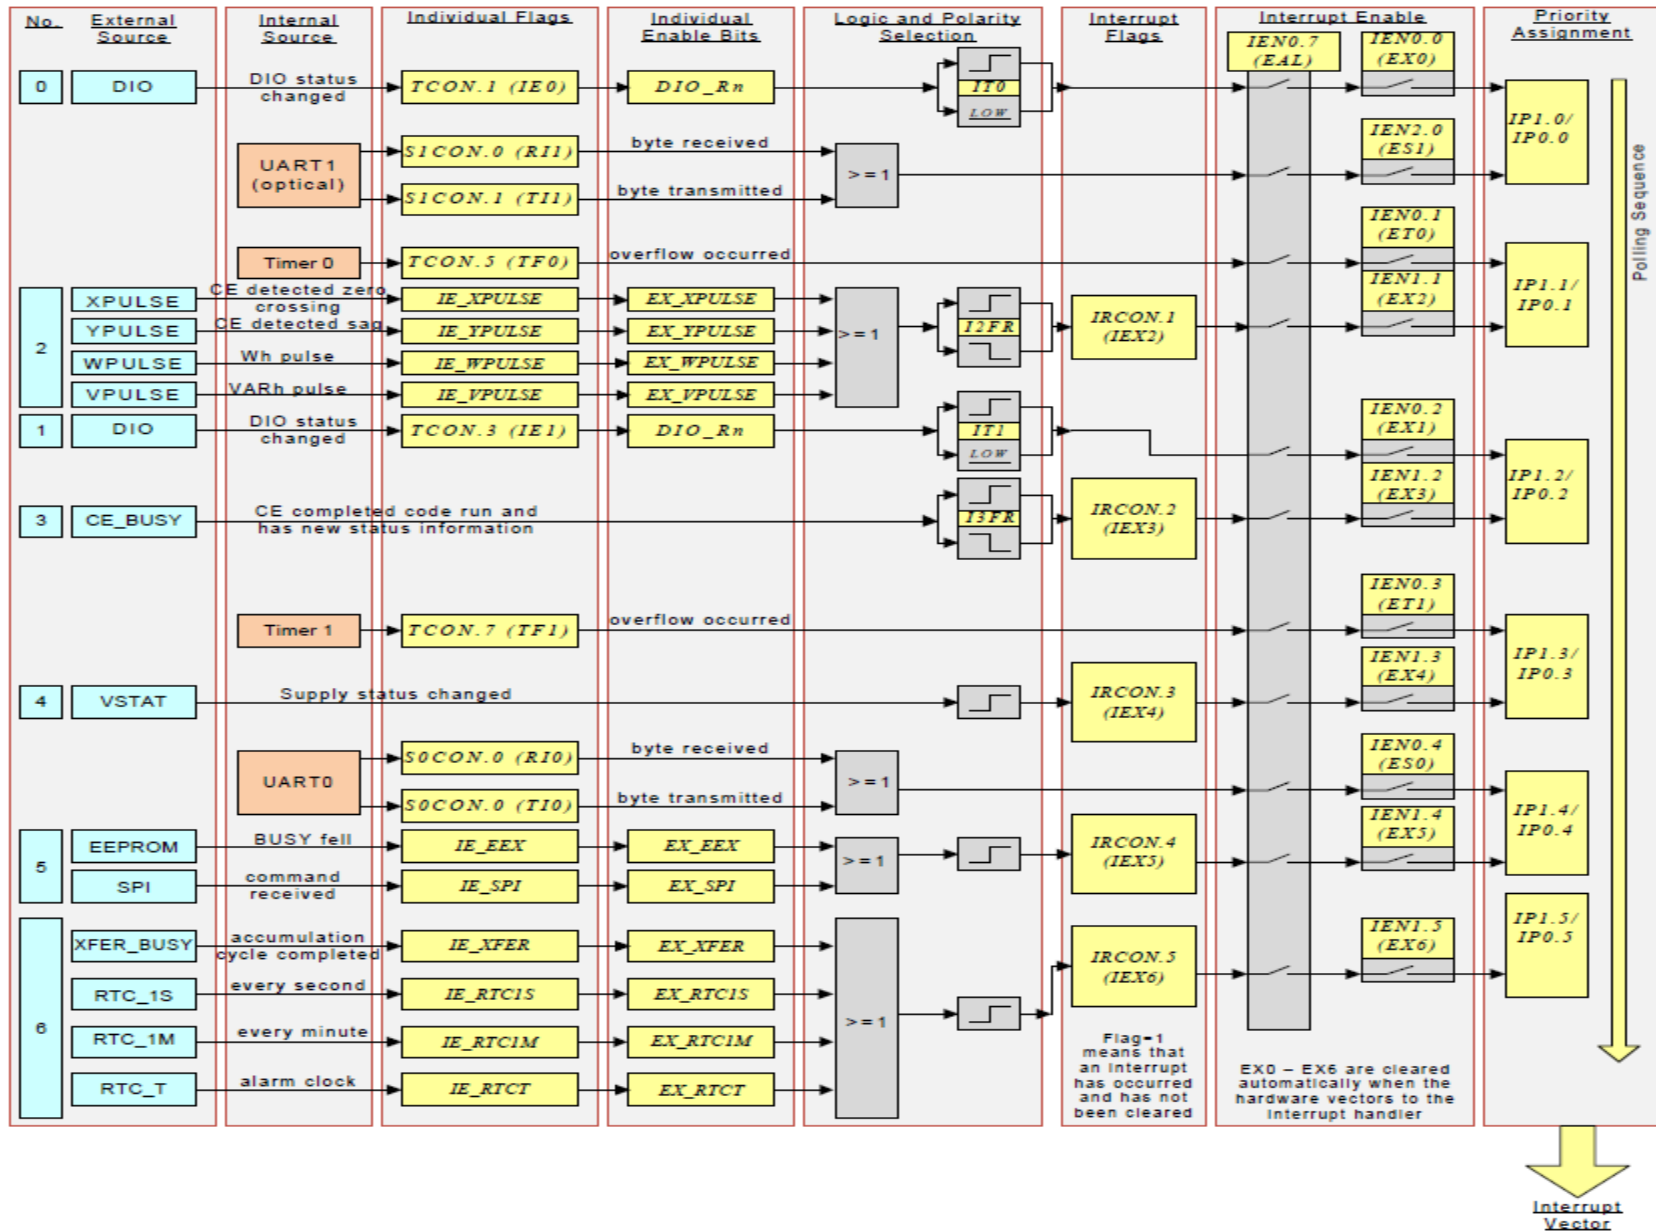 No.
External
Source
Internal
Source
Individual Flags
Individual
Enable Bits
Logic and Polarity
Selection
Interrupt
Flags
Interrupt Enable
Priority
Assignment
IEN0.7
(EAL)
0
DIO
DIO status
changed
TCON.1 (IE0)
DIO_Rn
IT0
LOW
IEN0.0
(EX0)
IP1.0/
IP0.0
UART1
(optical)
S1CON.0 (RI1)
byte received
S1CON.1 (TI1)
byte transmitted
>=1
IEN2.0
(ES1)
Polling Sequence
Timer 0
TCON.5 (TF0)
overflow occurred
IEN0.1
(ET0)
IP1.1/
IP0.1
2
XPULSE
CE detected zero
crossing
IE_XPULSE
EX_XPULSE
YPULSE
CE detected sag
IE_YPULSE
EX_YPULSE
WPULSE
Wh pulse
IE_WPULSE
EX_WPULSE
VPULSE
VARh pulse
IE_VPULSE
EX_VPULSE
>=1
I2FR
IRCON.1
(IEX2)
IEN1.1
(EX2)
1
DIO
DIO status
changed
TCON.3 (IE1)
DIO_Rn
IT1
LOW
IEN0.2
(EX1)
IP1.2/
IP0.2
3
CE_BUSY
CE completed code run and
has new status information
I3FR
IRCON.2
(IEX3)
IEN1.2
(EX3)
Timer 1
TCON.7 (TF1)
overflow occurred
IEN0.3
(ET1)
IP1.3/
IP0.3
4
VSTAT
Supply status changed
IRCON.3
(IEX4)
IEN1.3
(EX4)
UART0
S0CON.0 (RI0)
byte received
S0CON.0 (TI0)
byte transmitted
>=1
IEN0.4
(ES0)
IP1.4/
IP0.4
5
EEPROM
BUSY fell
IE_EEX
EX_EEX
SPI
command
received
IE_SPI
EX_SPI
>=1
IRCON.4
(IEX5)
IEN1.4
(EX5)
6
XFER_BUSY
accumulation
cycle completed
IE_XFER
EX_XFER
RTC_1S
every second
IE_RTC1S
EX_RTC1S
RTC_1M
every minute
IE_RTC1M
EX_RTC1M
RTC_T
alarm clock
IE_RTCT
EX_RTCT
>=1
IRCON.5
(IEX6)
IEN1.5
(EX6)
IP1.5/
IP0.5
Flag=1
means that
an interrupt
has occurred
and has not
been cleared
EX0 – EX6 are cleared
automatically when the
hardware vectors to the
interrupt handler
Interrupt
Vector